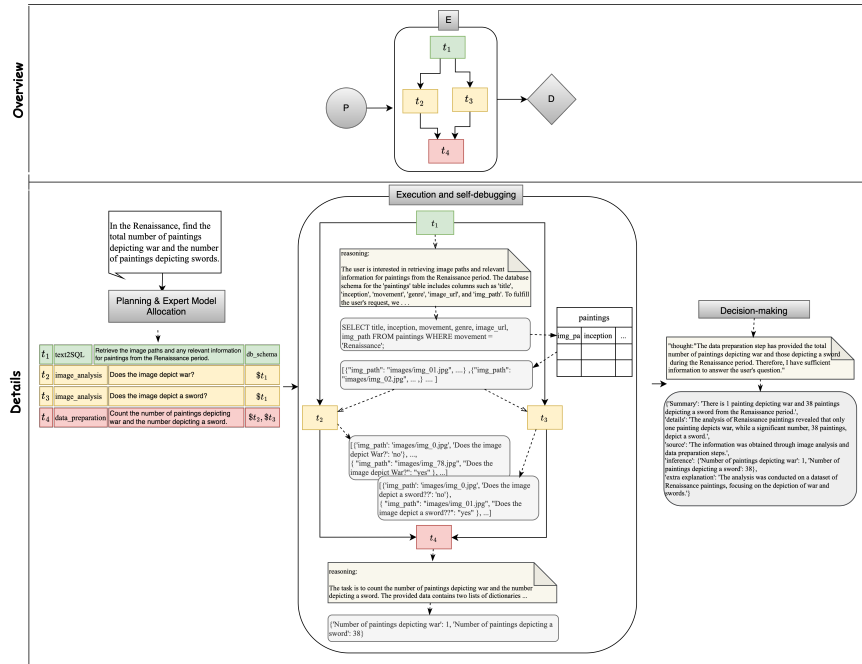 Overview
E
t1
P
t2
t3
D
t4
Details
Execution and self-debugging
In the Renaissance, find the
total number of paintings
depicting war and the number
of paintings depicting swords.
Planning & Expert Model
Allocation
t1 text2SQL Retrieve the image paths and any relevant information
for paintings from the Renaissance period. db_schema
t2 image_analysis Does the image depict war? $t1
t3 image_analysis Does the image depict a sword? $t1
t4 data_preparation Count the number of paintings depicting
war and the number depicting a sword. $t2, $t3
t1
reasoning:
The user is interested in retrieving image paths and relevant
information for paintings from the Renaissance period. The database
schema for the 'paintings' table includes columns such as 'title',
'inception', 'movement', 'genre', 'image_url', and 'img_path'. To fulfill
the user's request, we . . .
SELECT title, inception, movement, genre, image_url,
img_path FROM paintings WHERE movement =
'Renaissance';
paintings
img_pa inception ...
[{"img_path": "images/img_01.jpg", ....} ,{"img_path":
"images/img_02.jpg", ... ,} .... ]
t2
t3
[{'img_path': 'images/img_0.jpg', 'Does the image
depict War?': 'no'}, ...,
{ "img_path": "images/img_78.jpg", "Does the
image depict War?": "yes" }, ...]
[{'img_path': 'images/img_0.jpg', 'Does the image
depict a sword??': 'no'},
{ "img_path": "images/img_01.jpg", "Does the
image depict a sword??": "yes" }, ...]
t4
reasoning:
The task is to count the number of paintings depicting war and the number
depicting a sword. The provided data contains two lists of dictionaries ...
{'Number of paintings depicting war': 1, 'Number of paintings depicting a
sword': 38}
Decision-making
"thought:"The data preparation step has provided the total
number of paintings depicting war and those depicting a sword
during the Renaissance period. Therefore, I have sufficient
information to answer the user's question."
{'Summary': 'There is 1 painting depicting war and 38 paintings
depicting a sword from the Renaissance period.',
'details': 'The analysis of Renaissance paintings revealed that only
one painting depicts war, while a significant number, 38 paintings,
depict a sword.',
'source': 'The information was obtained through image analysis and
data preparation steps.',
'inference': {'Number of paintings depicting war': 1, 'Number of
paintings depicting a sword': 38},
'extra explanation': 'The analysis was conducted on a dataset of
Renaissance paintings, focusing on the depiction of war and
swords.'}